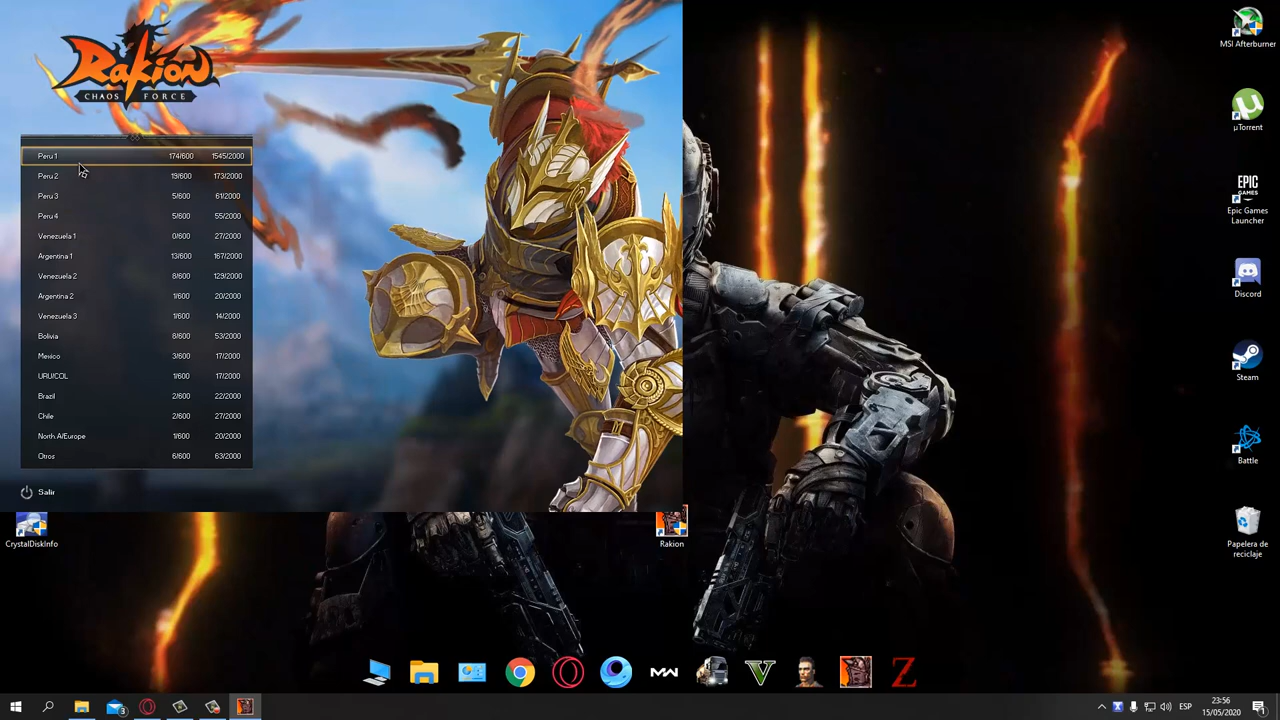 Rakion
CHAOS FORCE
Peru 1 174/600 1545/2000
Peru 2 19/600 173/2000
Peru 3 5/600 61/2000
Peru 4 5/600 55/2000
Venezuela 1 0/600 27/2000
Argentina 1 13/600 167/2000
Venezuela 2 8/600 129/2000
Argentina 2 1/600 20/2000
Venezuela 3 1/600 14/2000
Bolivia 8/600 53/2000
Mexico 3/600 17/2000
URU/COL 1/600 17/2000
Brazil 2/600 22/2000
Chile 2/600 27/2000
North.A/Europe 1/600 20/2000
Otros 6/600 63/2000
Salir
CrystalDiskInfo
Rakion
MSI Afterburner
µTorrent
EPIC
GAMES
Epic Games
Launcher
Discord
Steam
Battle
Papelera de
reciclaje
MW
V
Z
3
ESP
23:56
15/05/2020
1